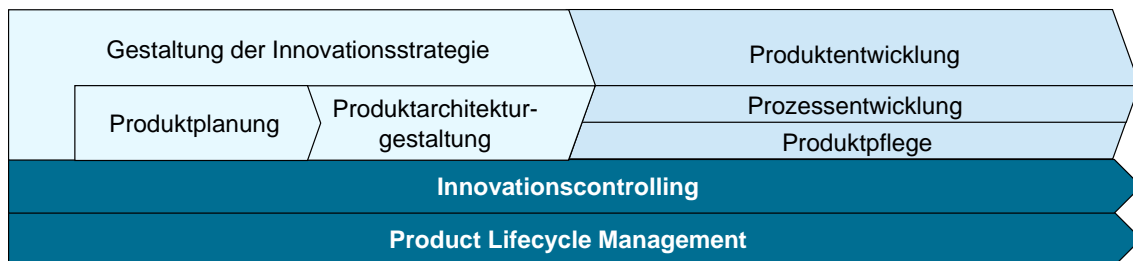 Gestaltung der Innovationsstrategie
Produktentwicklung
Produktplanung
Produktarchitektur-
gestaltung
Prozessentwicklung
Produktpflege
Innovationscontrolling
Product Lifecycle Management